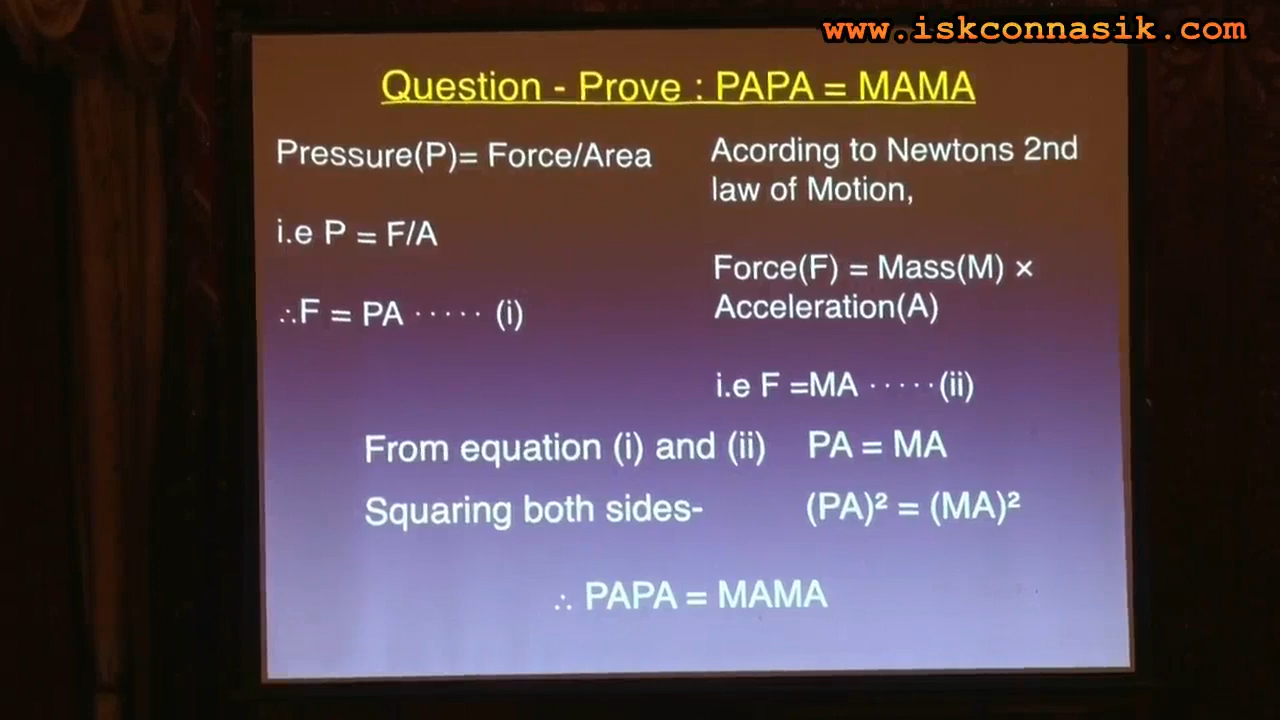 www.iskconnasik.com
Question - Prove : PAPA = MAMA
Pressure(P)= Force/Area
i.e P = F/A
∴F = PA ····· (i)
Acording to Newtons 2nd
law of Motion,
Force(F) = Mass(M) ×
Acceleration(A)
i.e F =MA ·····(ii)
From equation (i) and (ii) PA = MA
Squaring both sides- (PA)² = (MA)²
∴ PAPA = MAMA